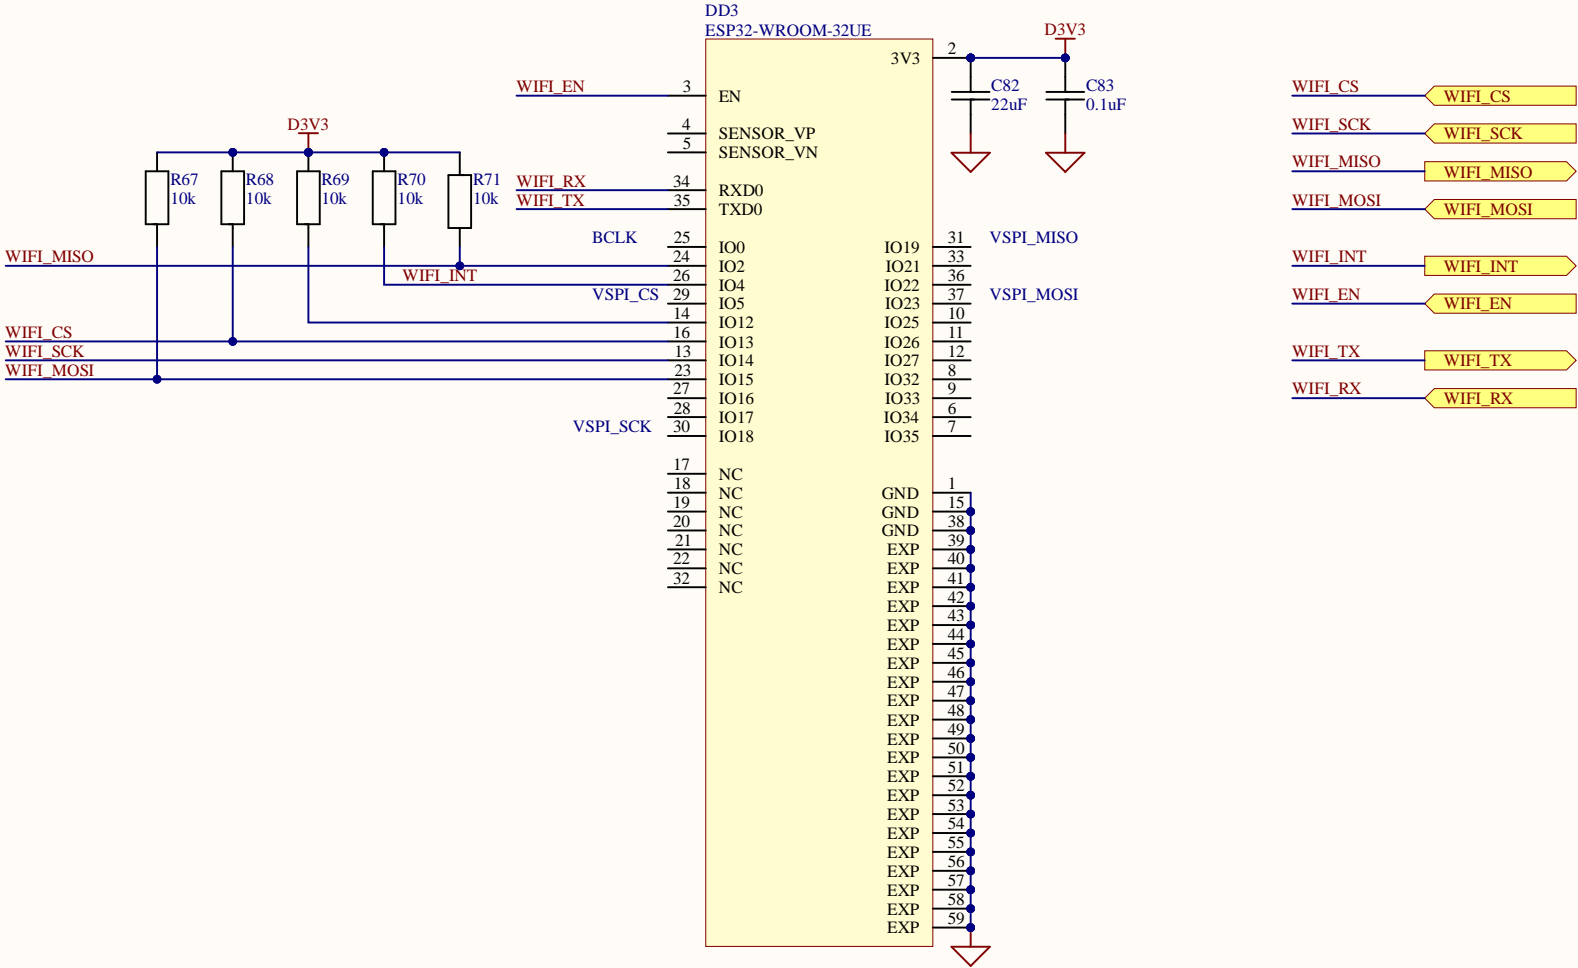 DD3
ESP32-WROOM-32UE
WIFI_EN 3 EN
4 SENSOR_VP
5 SENSOR_VN
WIFI_RX 34 RXD0
WIFI_TX 35 TXD0
BCLK 25 IO0
WIFI_MISO 24 IO2
WIFI_INT 26 IO4
VSPI_CS 29 IO5
14 IO12
WIFI_CS 16 IO13
WIFI_SCK 13 IO14
WIFI_MOSI 23 IO15
27 IO16
28 IO17
VSPI_SCK 30 IO18
17 NC
18 NC
19 NC
20 NC
21 NC
22 NC
32 NC
D3V3
R67 R68 R69 R70 R71
10k 10k 10k 10k 10k
3V3 2
D3V3
C82 C83
22uF 0.1uF
IO19 31 VSPI_MISO
IO21 33
IO22 36
IO23 37 VSPI_MOSI
IO25 10
IO26 11
IO27 12
IO32 8
IO33 9
IO34 6
IO35 7
GND 1
GND 15
GND 38
EXP 39
EXP 40
EXP 41
EXP 42
EXP 43
EXP 44
EXP 45
EXP 46
EXP 47
EXP 48
EXP 49
EXP 50
EXP 51
EXP 52
EXP 53
EXP 54
EXP 55
EXP 56
EXP 57
EXP 58
EXP 59
WIFI_CS WIFI_CS
WIFI_SCK WIFI_SCK
WIFI_MISO WIFI_MISO
WIFI_MOSI WIFI_MOSI
WIFI_INT WIFI_INT
WIFI_EN WIFI_EN
WIFI_TX WIFI_TX
WIFI_RX WIFI_RX